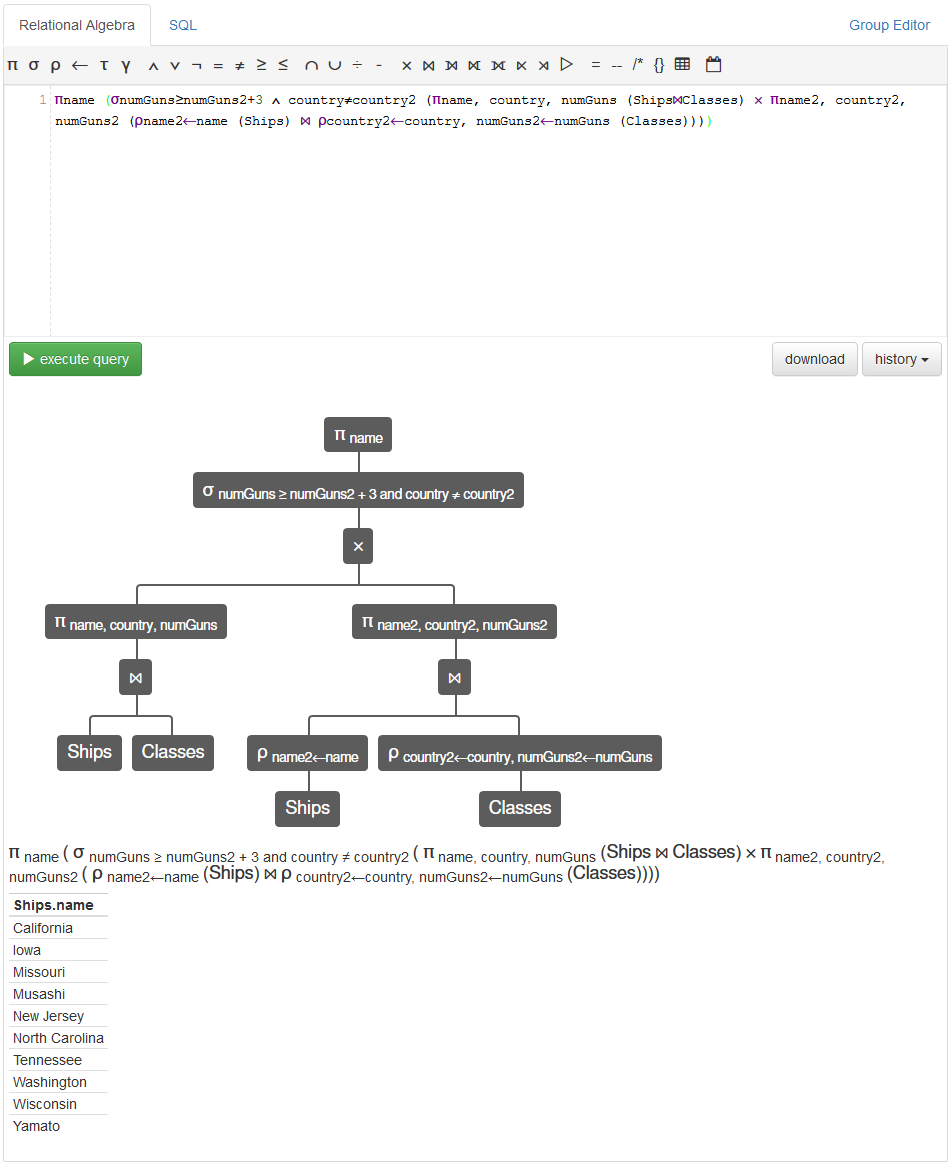 Relational Algebra SQL Group Editor
π σ ρ ← τ γ ∧ ∨ ¬ = ≠ ≥ ≤ ∩ ∪ ÷ - × ⋈ ⟕ ⟖ ⟗ ⋉ ⋊ ▷ = -- /* {}
1 πname (σnumGuns≥numGuns2+3 ∧ country≠country2 (πname, country, numGuns (Ships⋈Classes) × πname2, country2,
numGuns2 (ρname2←name (Ships) ⋈ ρcountry2←country, numGuns2←numGuns (Classes))))
execute query download history
π name
σ numGuns ≥ numGuns2 + 3 and country ≠ country2
×
π name, country, numGuns π name2, country2, numGuns2
⋈ ⋈
Ships Classes ρ name2←name ρ country2←country, numGuns2←numGuns
Ships Classes
π name ( σ numGuns ≥ numGuns2 + 3 and country ≠ country2 ( π name, country, numGuns (Ships ⋈ Classes) × π name2, country2,
numGuns2 ( ρ name2←name (Ships) ⋈ ρ country2←country, numGuns2←numGuns (Classes))))
Ships.name
California
Iowa
Missouri
Musashi
New Jersey
North Carolina
Tennessee
Washington
Wisconsin
Yamato